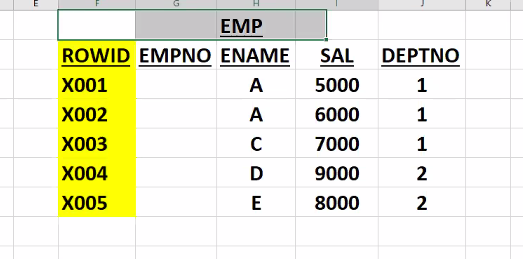 E F G H I J K
EMP
ROWID EMPNO ENAME SAL DEPTNO
X001 A 5000 1
X002 A 6000 1
X003 C 7000 1
X004 D 9000 2
X005 E 8000 2